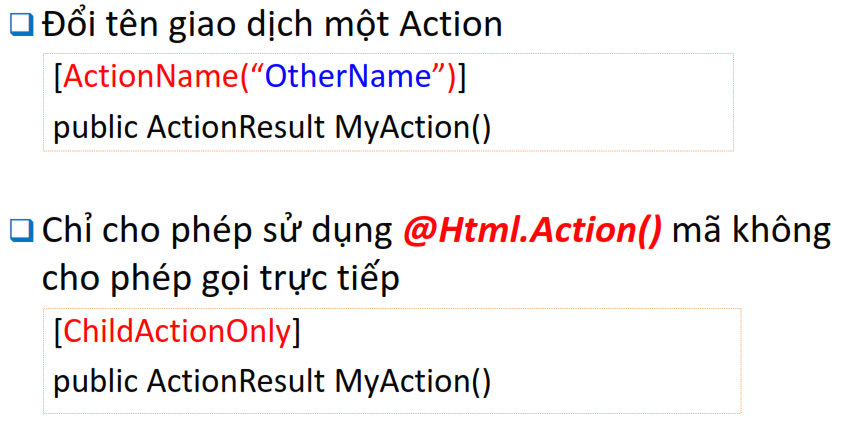 Đổi tên giao dịch một Action
[ActionName(“OtherName”)]
public ActionResult MyAction()
Chỉ cho phép sử dụng @Html.Action() mã không
cho phép gọi trực tiếp
[ChildActionOnly]
public ActionResult MyAction()